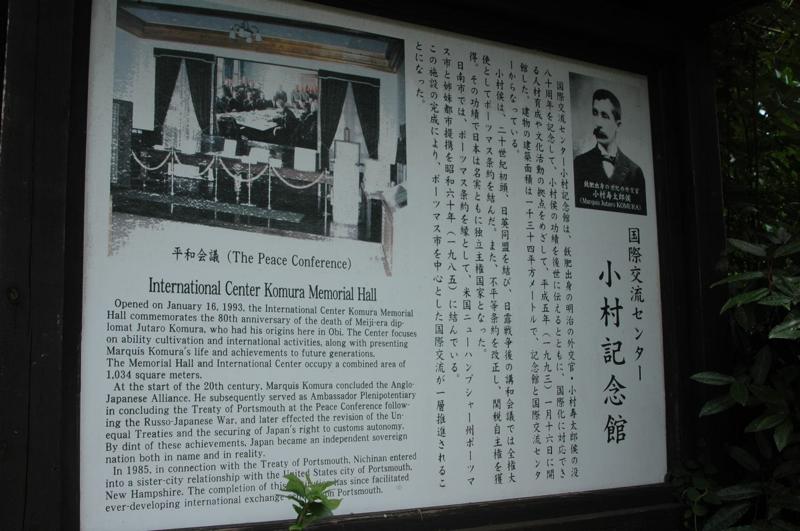 飫肥出身の世紀の外交官
小村寿太郎侯
(Marquis Jutaro KOMURA)
国際交流センター
小村記念館
国際交流センター小村記念館は、飫肥出身の明治の外交官、小村寿太郎侯の没
八十周年を記念して、小村侯の功績を後世に伝えるとともに、国際化に対応でき
る人材育成や文化活動の拠点をめざして、平成五年(一九九三)一月十六日に開
館した。建物の建築面積は一千三十四平方メートルで、記念館と国際交流センタ
ーからなっている。
小村侯は、二十世紀初頭、日英同盟を結び、日露戦争後の講和会議では全権大
使としてポーツマス条約を結んだ。また、不平等条約を改正し、関税自主権を獲
得。その功績で日本は名実ともに独立主権国家となった。
日南市では、ポーツマス条約を縁として、米国ニューハンプシャー州ポーツマ
ス市と姉妹都市提携を昭和六十年(一九八五)に結んでいる。
この施設の完成により、ポーツマス市を中心とした国際交流が一層推進されるこ
とになった。
平和会議 (The Peace Conference)
International Center Komura Memorial Hall
Opened on January 16, 1993, the International Center Komura Memorial
Hall commemorates the 80th anniversary of the death of Meiji-era dip-
lomat Jutaro Komura, who had his origins here in Obi. The Center focuses
on ability cultivation and international activities, along with presenting
Marquis Komura's life and achievements to future generations.
The Memorial Hall and International Center occupy a combined area of
1,034 square meters.
At the start of the 20th century, Marquis Komura concluded the Anglo-
Japanese Alliance. He subsequently served as Ambassador Plenipotentiary
in concluding the Treaty of Portsmouth at the Peace Conference follow-
ing the Russo-Japanese War, and later effected the revision of the Un-
equal Treaties and the securing of Japan's right to customs autonomy.
By dint of these achievements, Japan became an independent sovereign
nation both in name and in reality.
In 1985, in connection with the Treaty of Portsmouth, Nichinan entered
into a sister-city relationship with the United States city of Portsmouth,
New Hampshire. The completion of this has since facilitated
ever-developing international exchange Portsmouth.